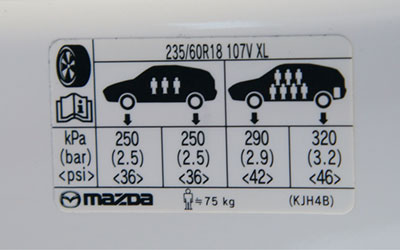 235/60R18 107V XL
kPa 250 250 290 320
(bar) (2.5) (2.5) (2.9) (3.2)
<psi> <36> <36> <42> <46>
mazda ≒75 kg (KJH4B)